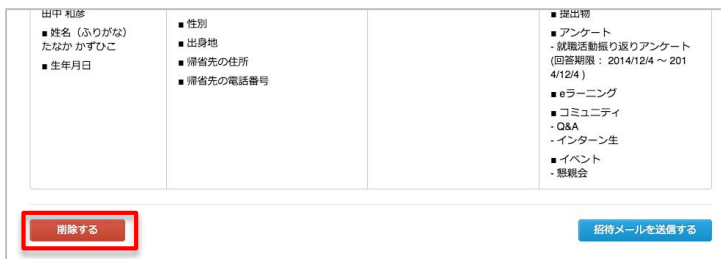 田中 和彦
■ 姓名（ふりがな）
たなか かずひこ
■ 生年月日
■ 性別
■ 出身地
■ 帰省先の住所
■ 帰省先の電話番号
■ 提出物
■ アンケート
- 就職活動振り返りアンケート
(回答期限： 2014/12/4 ～ 201
4/12/4 )
■ eラーニング
■ コミュニティ
- Q&A
- インターン生
■ イベント
- 懇親会
削除する
招待メールを送信する